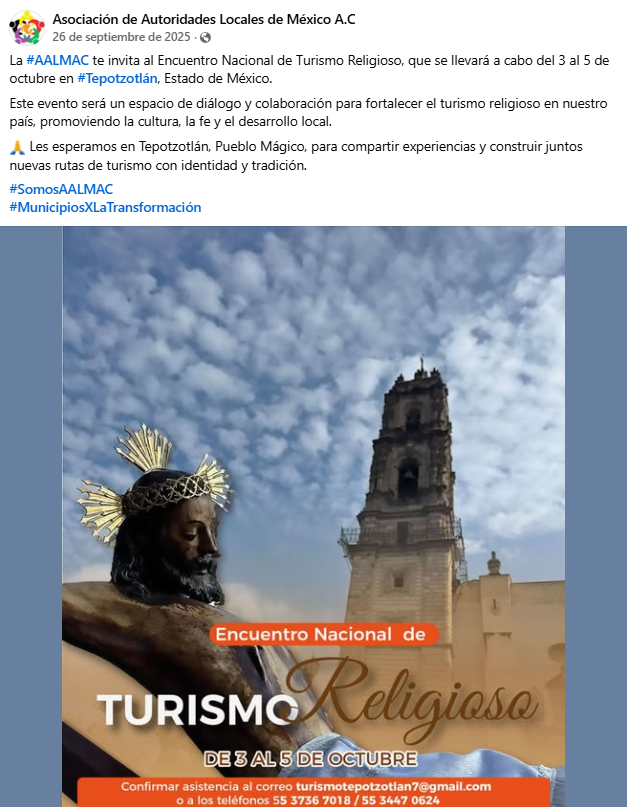 Asociación de Autoridades Locales de México A.C
26 de septiembre de 2025 ·
La #AALMAC te invita al Encuentro Nacional de Turismo Religioso, que se llevará a cabo del 3 al 5 de
octubre en #Tepotzotlán, Estado de México.
Este evento será un espacio de diálogo y colaboración para fortalecer el turismo religioso en nuestro
país, promoviendo la cultura, la fe y el desarrollo local.
🙏 Les esperamos en Tepotzotlán, Pueblo Mágico, para compartir experiencias y construir juntos
nuevas rutas de turismo con identidad y tradición.
#SomosAALMAC
#MunicipiosXLaTransformación
Encuentro Nacional de
TURISMO Religioso
DE 3 AL 5 DE OCTUBRE
Confirmar asistencia al correo turismotepotzotlan7@gmail.com
o a los teléfonos 55 3736 7018 / 55 3447 0624